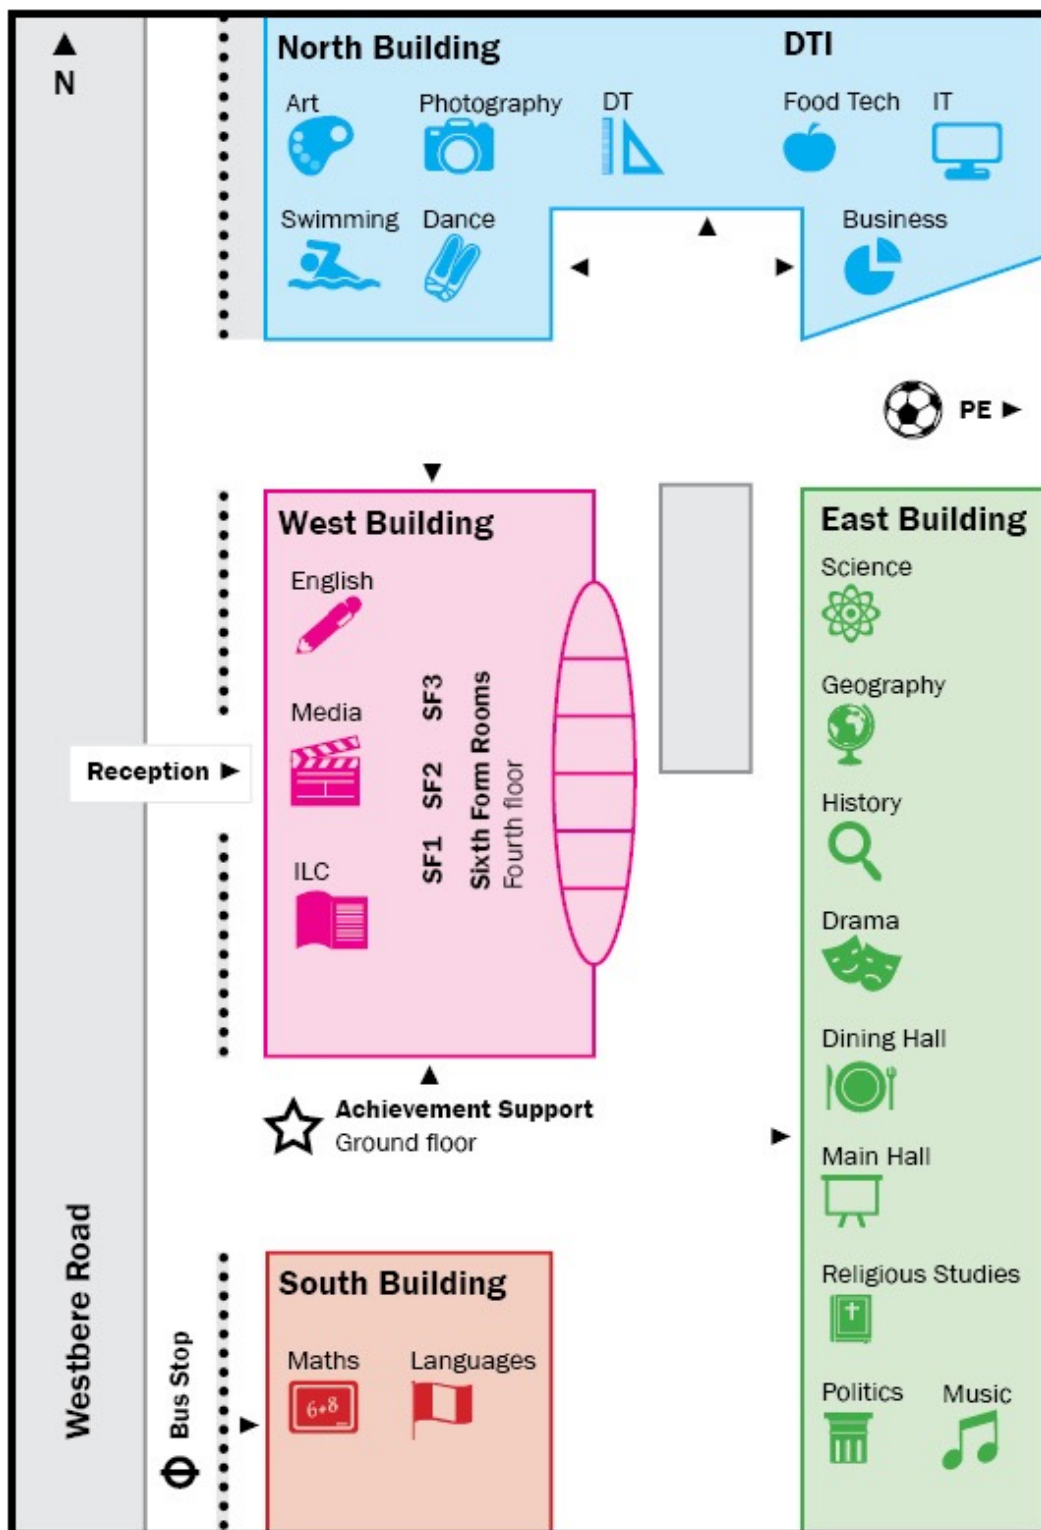 N
North Building
DTI
Art
Photography
DT
Food Tech
IT
Swimming
Dance
Business
PE
West Building
East Building
English
Science
Media
SF3
Sixth Form Rooms
Geography
Reception
SF2
Fourth floor
History
ILC
SF1
Drama
Dining Hall
Achievement Support
Ground floor
Main Hall
Westbere Road
South Building
Religious Studies
Bus Stop
Maths
6+8
Languages
Politics
Music